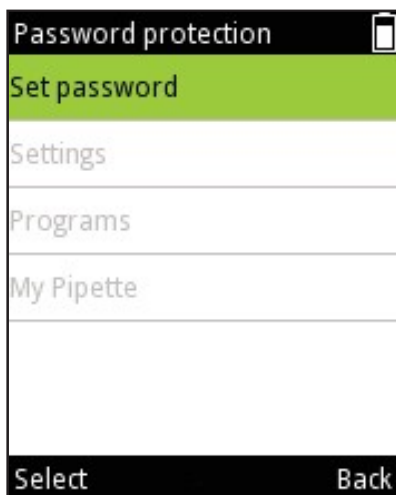 Password protection
Set password
Settings
Programs
My Pipette
Select Back